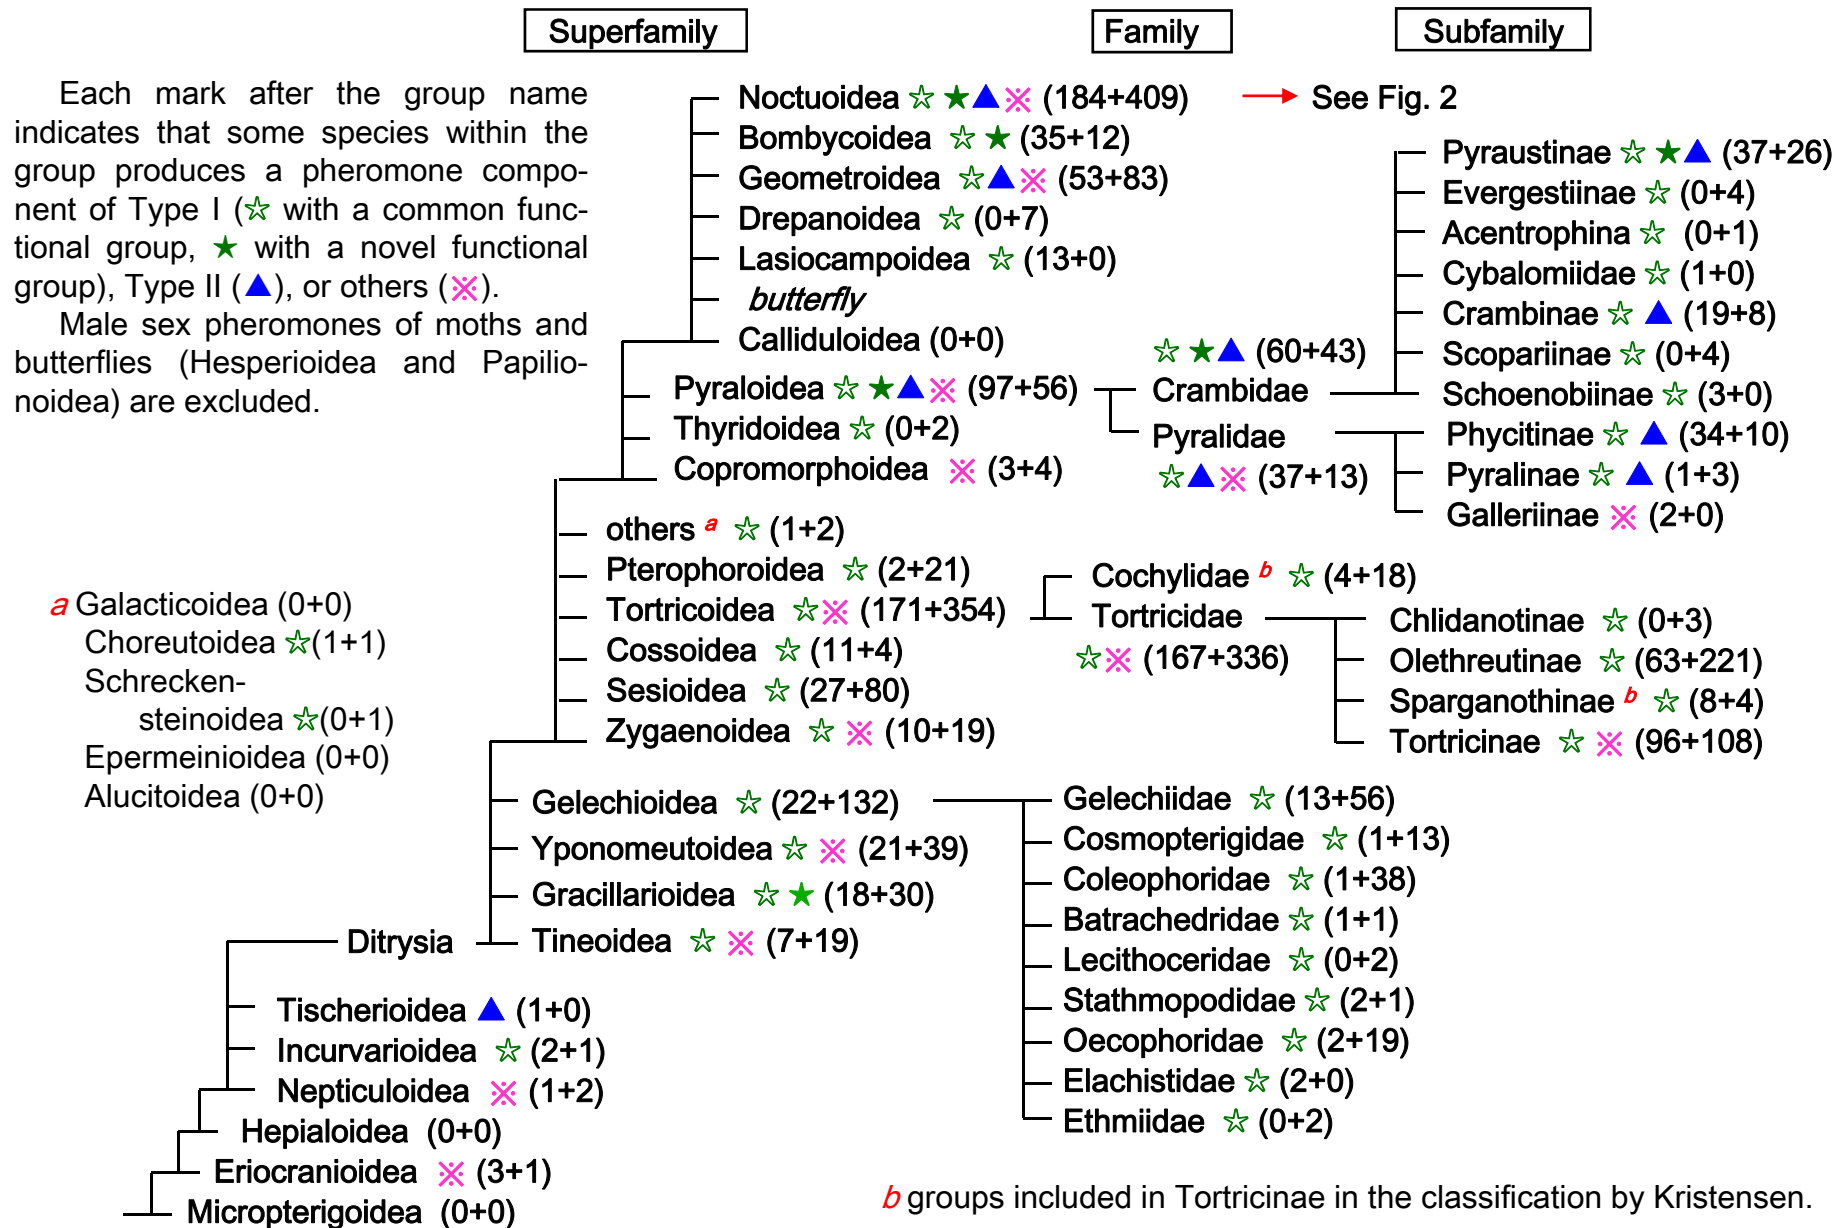 Superfamily
Family
Subfamily
Each mark after the group name
indicates that some species within the
group produces a pheromone compo-
nent of Type I (☆ with a common func-
tional group, ★ with a novel functional
group), Type II (▲), or others (※).
Male sex pheromones of moths and
butterflies (Hesperioidea and Papilio-
noidea) are excluded.
Noctuoidea ☆ ★ ▲ ※ (184+409)
See Fig. 2
Bombycoidea ☆ ★ (35+12)
Geometroidea ☆ ▲ ※ (53+83)
Drepanoidea ☆ (0+7)
Lasiocampoidea ☆ (13+0)
butterfly
Calliduloidea (0+0)
Pyraloidea ☆ ★ ▲ ※ (97+56)
Thyridoidea ☆ (0+2)
Copromorphoidea ※ (3+4)
☆ ★ ▲ (60+43)
Crambidae
Pyralidae
☆ ▲ ※ (37+13)
Pyraustinae ☆ ★ ▲ (37+26)
Evergestiinae ☆ (0+4)
Acentrophina ☆ (0+1)
Cybalomiidae ☆ (1+0)
Crambinae ☆ ▲ (19+8)
Scopariinae ☆ (0+4)
Schoenobiinae ☆ (3+0)
Phycitinae ☆ ▲ (34+10)
Pyralinae ☆ ▲ (1+3)
Galleriinae ※ (2+0)
others a ☆ (1+2)
Pterophoroidea ☆ (2+21)
Tortricoidea ☆ ※ (171+354)
Cossoidea ☆ (11+4)
Sesioidea ☆ (27+80)
Zygaenoidea ☆ ※ (10+19)
Cochylidae b ☆ (4+18)
Tortricidae
☆ ※ (167+336)
Chlidanotinae ☆ (0+3)
Olethreutinae ☆ (63+221)
Sparganothinae b ☆ (8+4)
Tortricinae ☆ ※ (96+108)
a Galacticoidea (0+0)
Choreutoidea ☆ (1+1)
Schrecken-
steinoidea ☆ (0+1)
Epermeinioidea (0+0)
Alucitoidea (0+0)
Gelechioidea ☆ (22+132)
Yponomeutoidea ☆ ※ (21+39)
Gracillarioidea ☆ ★ (18+30)
Tineoidea ☆ ※ (7+19)
Gelechiidae ☆ (13+56)
Cosmopterigidae ☆ (1+13)
Coleophoridae ☆ (1+38)
Batrachedridae ☆ (1+1)
Lecithoceridae ☆ (0+2)
Stathmopodidae ☆ (2+1)
Oecophoridae ☆ (2+19)
Elachistidae ☆ (2+0)
Ethmiidae ☆ (0+2)
Ditrysia
Tischerioidea ▲ (1+0)
Incurvarioidea ☆ (2+1)
Nepticuloidea ※ (1+2)
Hepialoidea (0+0)
Eriocranioidea ※ (3+1)
Micropterigoidea (0+0)
b groups included in Tortricinae in the classification by Kristensen.